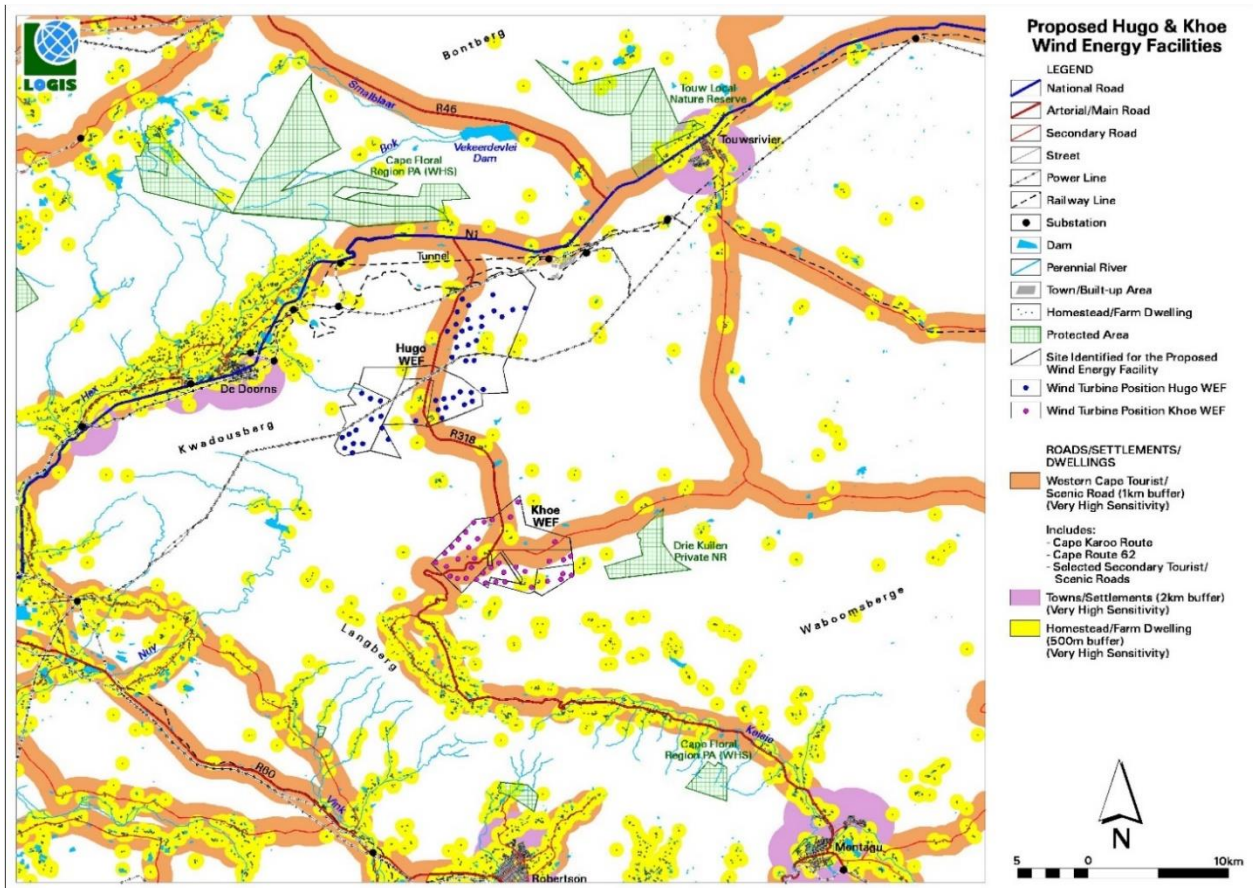 LOGIS
Bontberg
Smalblaar
R46
Touw Local
Nature Reserve
Touwsrivier
Bok
Vekeerdevlei
Dam
Cape Floral
Region PA (WHS)
N1
Tunnel
Hugo
WEF
De Doorns
Hex
Kwadousberg
R318
Khoe
WEF
Drie Kuilen
Private NR
Waboomsberge
Langberg
Nuy
Keisie
Cape Floral
Region PA (WHS)
R60
Vink
Montagu
Robertson
Proposed Hugo & Khoe
Wind Energy Facilities
LEGEND
National Road
Arterial/Main Road
Secondary Road
Street
Power Line
Railway Line
Substation
Dam
Perennial River
Town/Built-up Area
Homestead/Farm Dwelling
Protected Area
Site Identified for the Proposed
Wind Energy Facility
Wind Turbine Position Hugo WEF
Wind Turbine Position Khoe WEF
ROADS/SETTLEMENTS/
DWELLINGS
Western Cape Tourist/
Scenic Road (1km buffer)
(Very High Sensitivity)
Includes:
- Cape Karoo Route
- Cape Route 62
- Selected Secondary Tourist/
Scenic Roads
Towns/Settlements (2km buffer)
(Very High Sensitivity)
Homestead/Farm Dwelling
(500m buffer)
(Very High Sensitivity)
N
5 0 10km